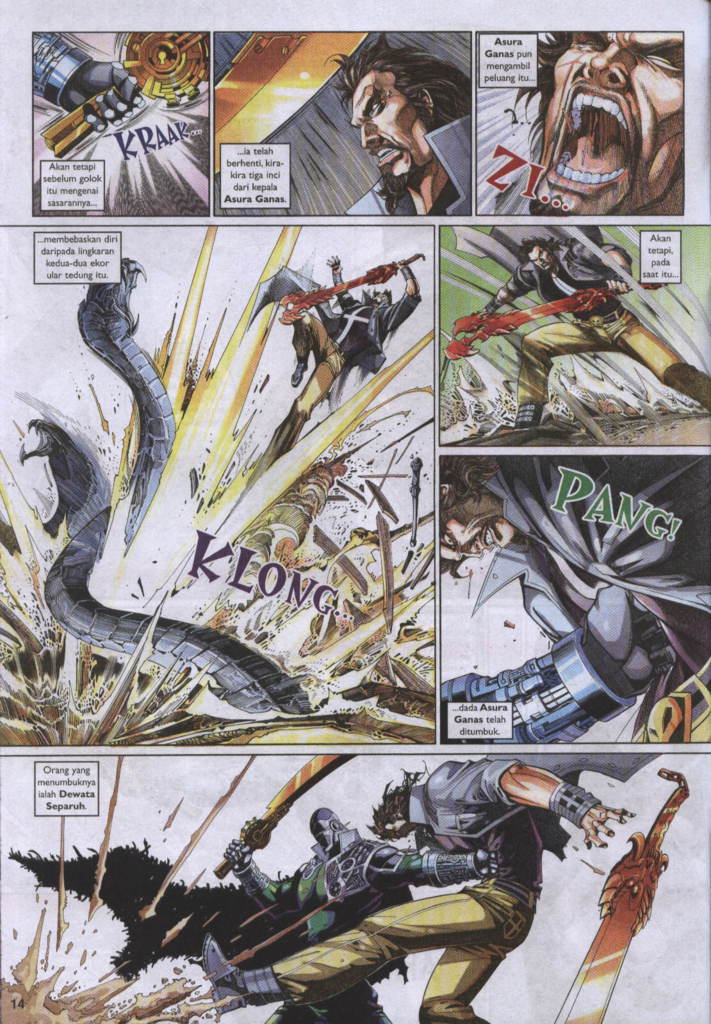 KRAAK...
Akan tetapi
sebelum golok
itu mengenai
sasarannya...
...ia telah
berhenti, kira-
kira tiga inci
dari kepala
Asura Ganas.
Asura
Ganas pun
mengambil
peluang itu...
ZI...
...membebaskan diri
daripada lingkaran
kedua-dua ekor
ular tedung itu.
KLONG...
Akan
tetapi,
pada
saat itu...
PANG!
...dada Asura
Ganas telah
ditumbuk.
Orang yang
menumbuknya
ialah Dewata
Separuh.
14